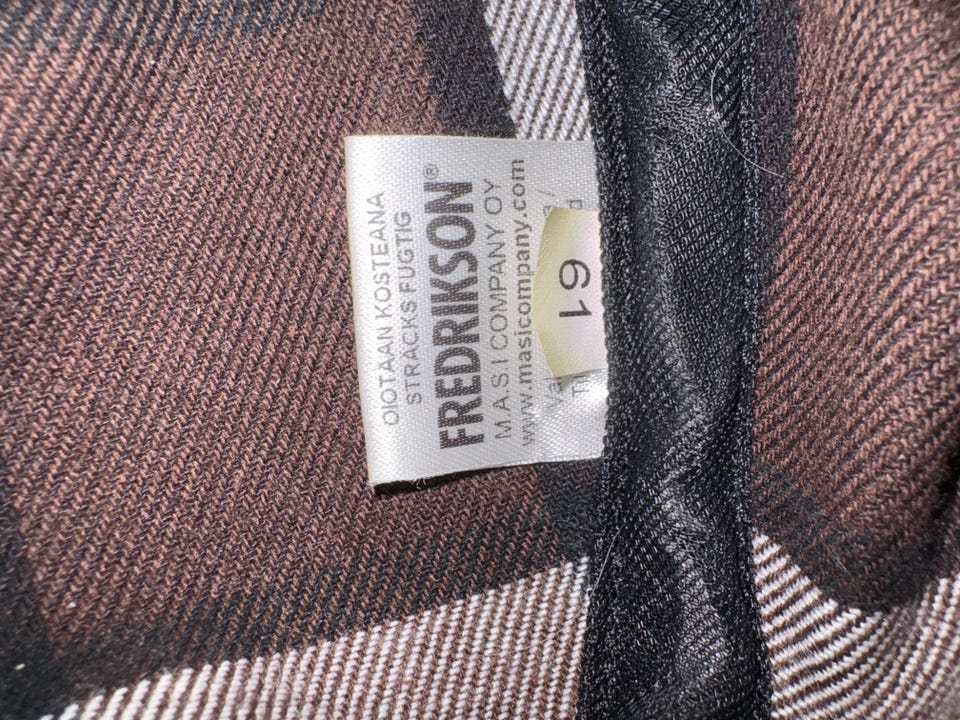 OIOTAAN KOSTEANA
STRACKS FUGTIG
FREDRIKSON®
M.A.S.I COMPANY OY
www.masicompany.com
61